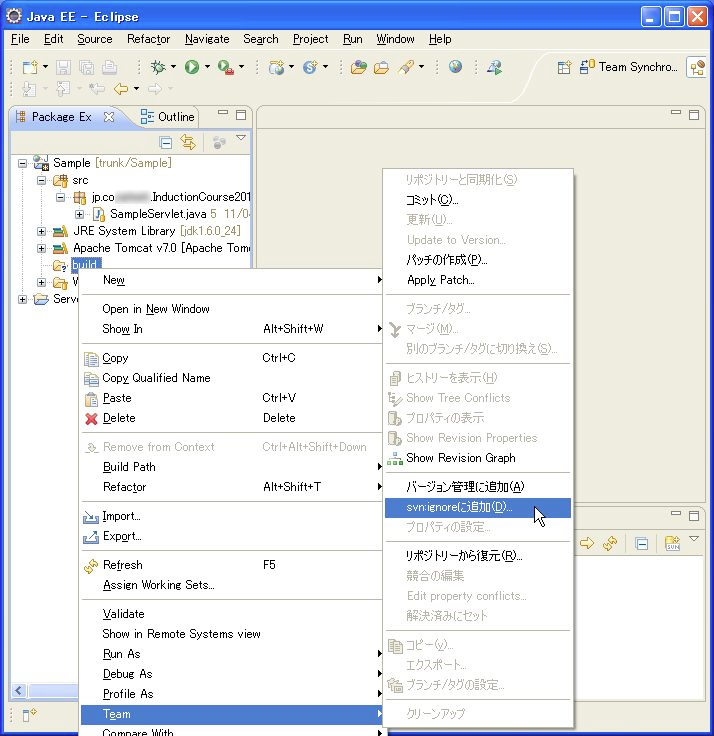 Java EE - Eclipse
File Edit Source Refactor Navigate Search Project Run Window Help
Team Synchro...
Package Ex Outline
Sample [trunk/Sample]
src
jp.co .InductionCourse201
SampleServlet.java 5 11/04
JRE System Library [jdk1.6.0_24]
Apache Tomcat v7.0 [Apache Tom
build
W
Serve
New
Open in New Window
Show In Alt+Shift+W
Copy Ctrl+C
Copy Qualified Name
Paste Ctrl+V
Delete Delete
Remove from Context Ctrl+Alt+Shift+Down
Build Path
Refactor Alt+Shift+T
Import...
Export...
Refresh F5
Assign Working Sets...
Validate
Show in Remote Systems view
Run As
Debug As
Profile As
Team
Compare With
リポジトリーと同期化(S)
コミット(C)...
更新(U)...
Update to Version...
パッチの作成(P)...
Apply Patch...
ブランチ/タグ...
マージ(M)...
別のブランチ/タグに切り換え(S)...
ヒストリーを表示(H)
Show Tree Conflicts
プロパティの表示
Show Revision Properties
Show Revision Graph
バージョン管理に追加(A)
svn:ignoreに追加(D)...
プロパティの設定...
リポジトリーから復元(R)...
競合の編集
Edit property conflicts...
解決済みにセット
コピー(v)...
エクスポート...
ブランチ/タグの設定...
クリーンアップ
SVN